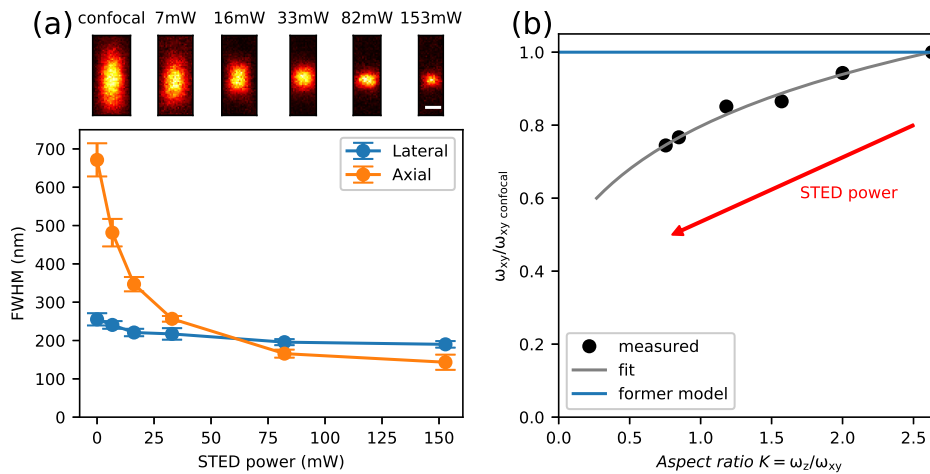 (a)
confocal 7mW 16mW 33mW 82mW 153mW
700
600
500
400
300
200
100
0
FWHM (nm)
Lateral
Axial
0 25 50 75 100 125 150
STED power (mW)
(b)
1.0
0.8
0.6
0.4
0.2
0.0
ω_xy/ω_xy confocal
STED power
measured
fit
former model
0.0 0.5 1.0 1.5 2.0 2.5
Aspect ratio K = ω_z/ω_xy